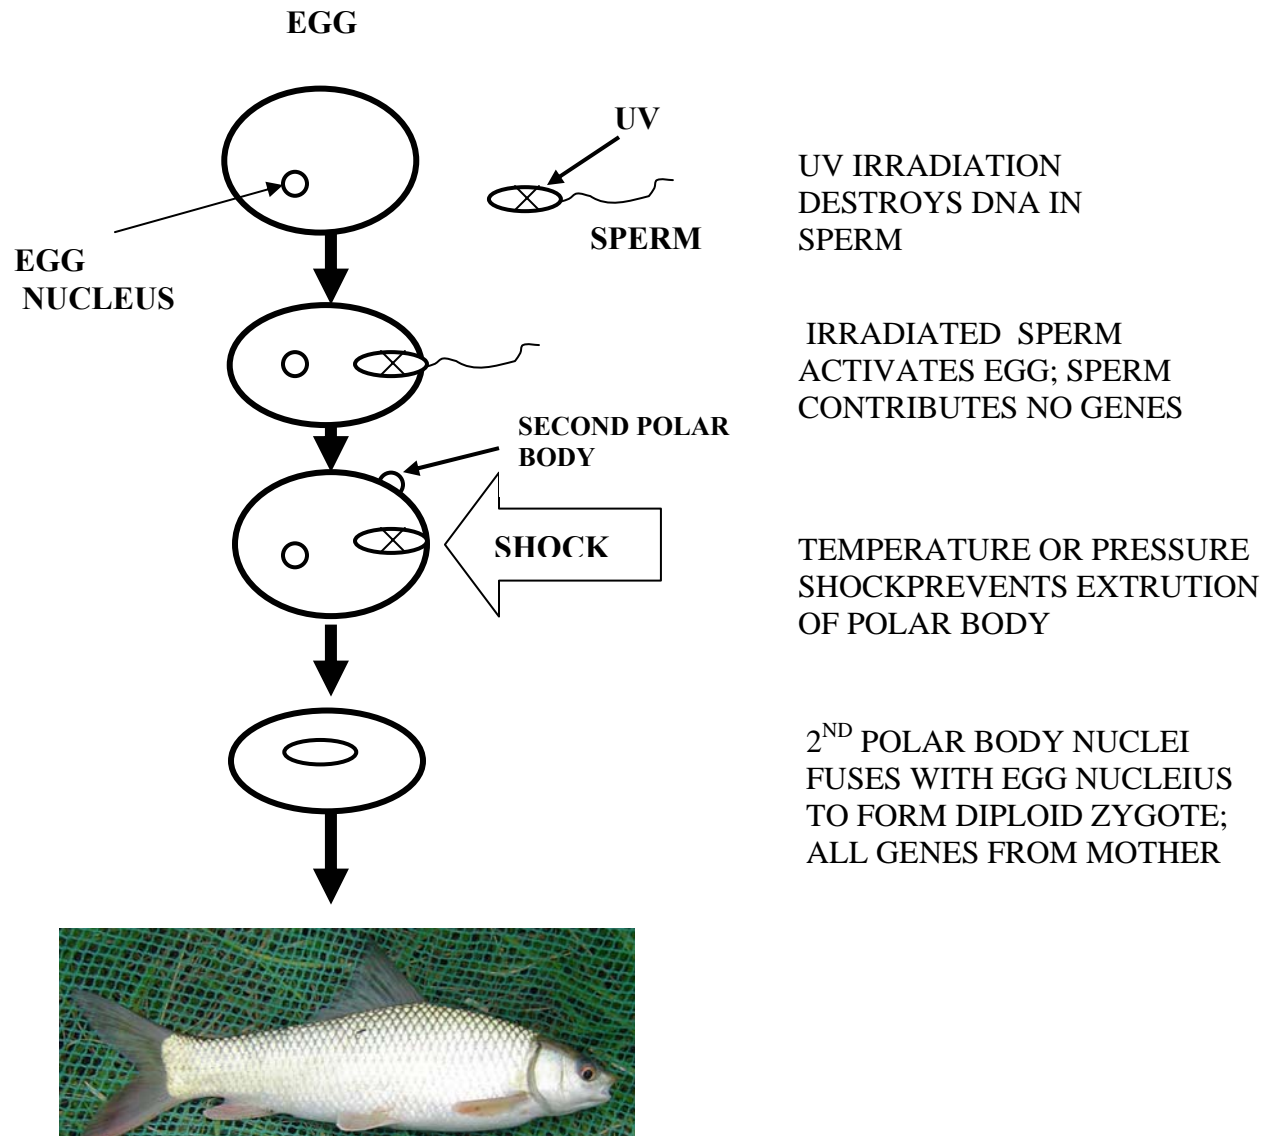 EGG
UV
UV IRRADIATION
DESTROYS DNA IN
SPERM
SPERM
EGG
NUCLEUS
IRRADIATED SPERM
ACTIVATES EGG; SPERM
CONTRIBUTES NO GENES
SECOND POLAR
BODY
SHOCK
TEMPERATURE OR PRESSURE
SHOCKPREVENTS EXTRUTION
OF POLAR BODY
2ND POLAR BODY NUCLEI
FUSES WITH EGG NUCLEIUS
TO FORM DIPLOID ZYGOTE;
ALL GENES FROM MOTHER